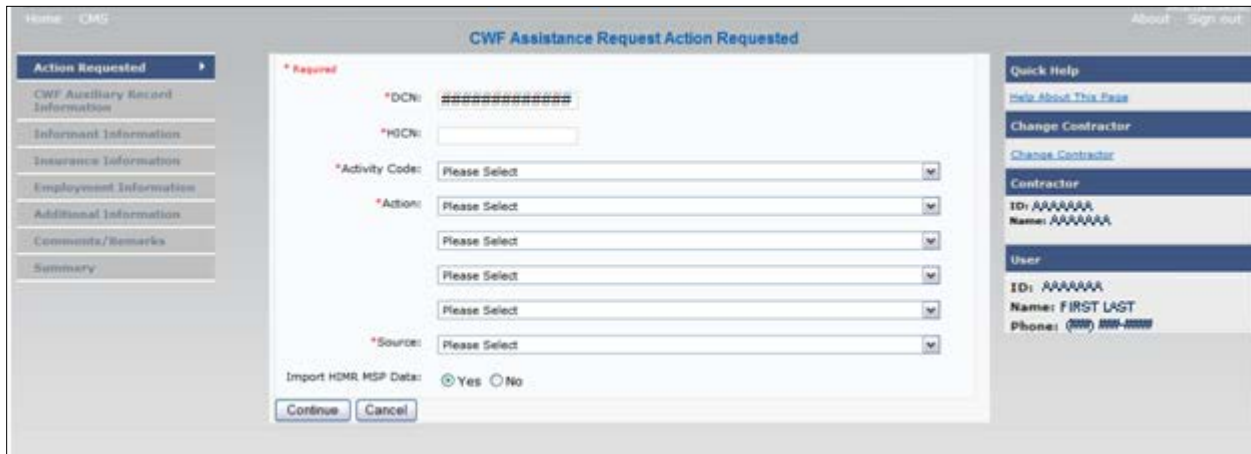 Home CMS
About Sign out
CWF Assistance Request Action Requested
Action Requested
CWF Auxiliary Record
Information
Informant Information
Insurance Information
Employment Information
Additional Information
Comments/Remarks
Summary
* Required
*DCN: #############
*HICN:
*Activity Code: Please Select
*Action: Please Select
Please Select
Please Select
Please Select
*Source: Please Select
Import HIMR MSP Data: Yes No
Continue Cancel
Quick Help
Help About This Page
Change Contractor
Change Contractor
Contractor
ID: AAAAAAA
Name: AAAAAAA
User
ID: AAAAAAA
Name: FIRST LAST
Phone: (###) ###-####